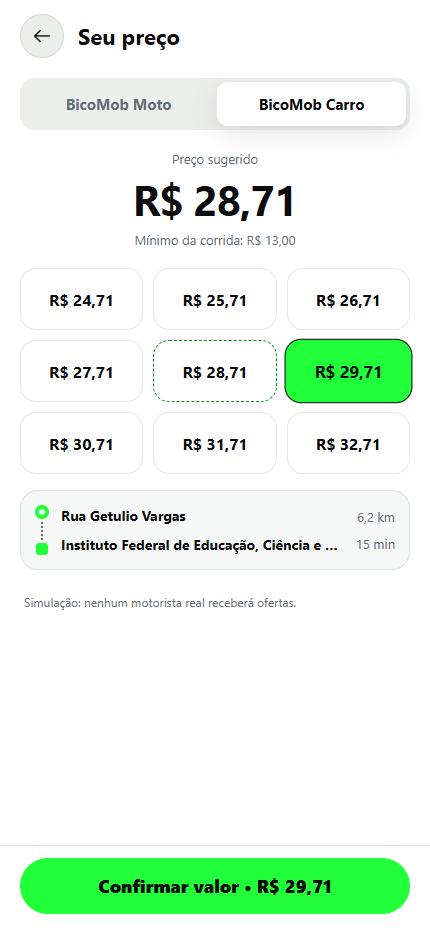 Seu preço
BicoMob Moto
BicoMob Carro
Preço sugerido
R$ 28,71
Mínimo da corrida: R$ 13,00
R$ 24,71
R$ 25,71
R$ 26,71
R$ 27,71
R$ 28,71
R$ 29,71
R$ 30,71
R$ 31,71
R$ 32,71
Rua Getulio Vargas
6,2 km
Instituto Federal de Educação, Ciência e ...
15 min
Simulação: nenhum motorista real receberá ofertas.
Confirmar valor • R$ 29,71